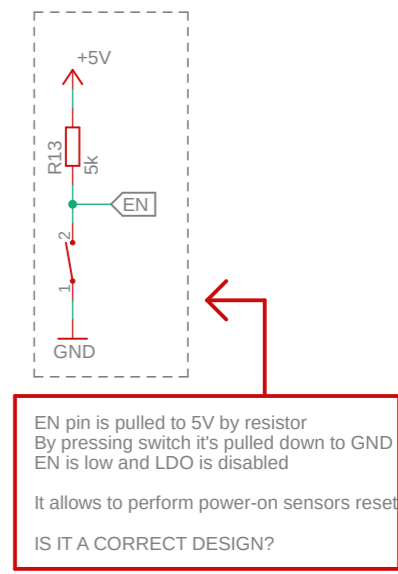 +5V
R13
5k
EN
2
1
GND
EN pin is pulled to 5V by resistor
By pressing switch it's pulled down to GND
EN is low and LDO is disabled
It allows to perform power-on sensors reset
IS IT A CORRECT DESIGN?